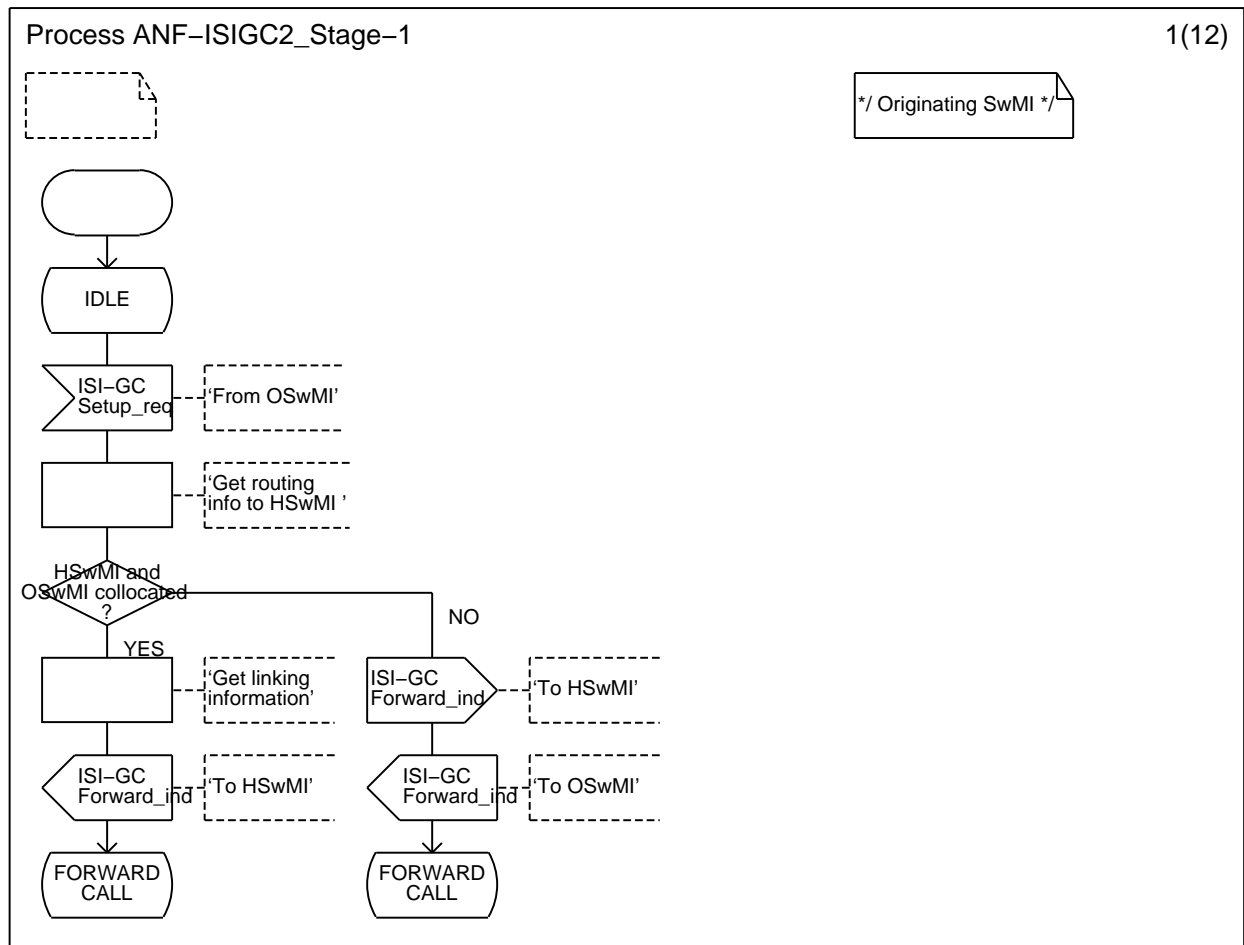 Process ANF−ISIGC2_Stage−1
1(12)
*/ Originating SwMI */
IDLE
ISI−GC
Setup_req
‘From OSwMI’
‘Get routing
info to HSwMI ’
HSwMI and
OSwMI collocated
?
NO
YES
‘Get linking
information’
ISI−GC
Forward_ind
‘To HSwMI’
ISI−GC
Forward_ind
‘To HSwMI’
ISI−GC
Forward_ind
‘To OSwMI’
FORWARD
CALL
FORWARD
CALL